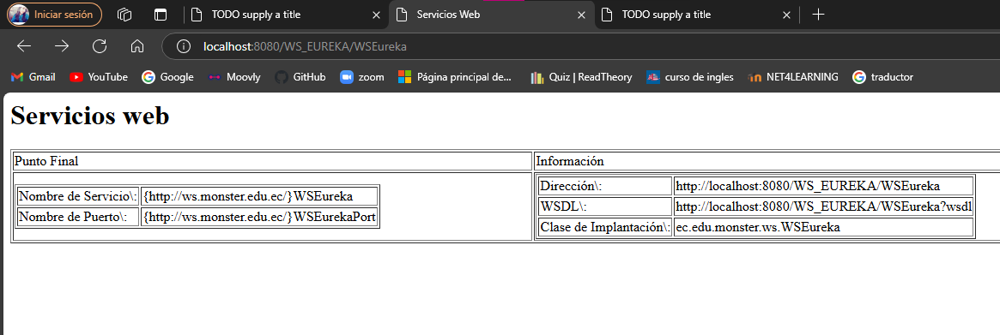 Iniciar sesión
TODO supply a title
Servicios Web
TODO supply a title
localhost:8080/WS_EUREKA/WSEureka
Gmail
YouTube
Google
Moovly
GitHub
zoom
Página principal de...
Quiz | ReadTheory
curso de ingles
NET4LEARNING
traductor
Servicios web
Punto Final
Información
Nombre de Servicio\:
{http://ws.monster.edu.ec/}WSEureka
Nombre de Puerto\:
{http://ws.monster.edu.ec/}WSEurekaPort
Dirección\:
http://localhost:8080/WS_EUREKA/WSEureka
WSDL\:
http://localhost:8080/WS_EUREKA/WSEureka?wsdl
Clase de Implantación\:
ec.edu.monster.ws.WSEureka